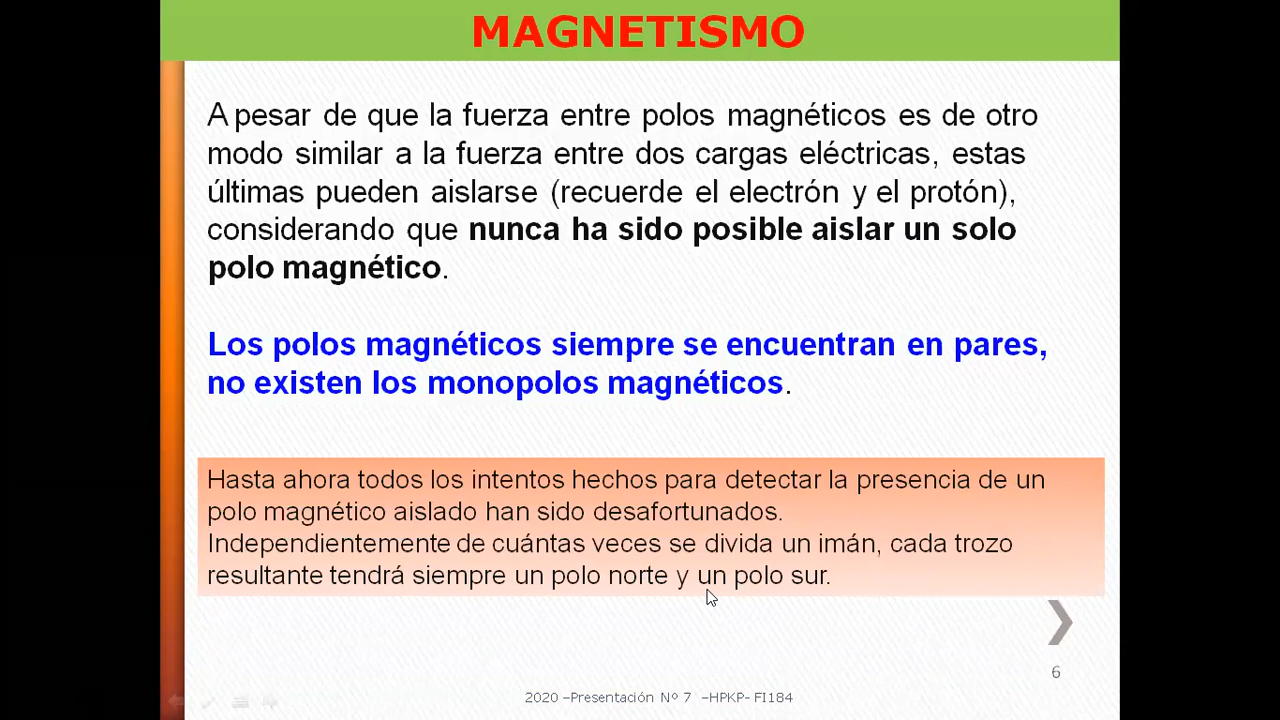 MAGNETISMO
A pesar de que la fuerza entre polos magnéticos es de otro
modo similar a la fuerza entre dos cargas eléctricas, estas
últimas pueden aislarse (recuerde el electrón y el protón),
considerando que nunca ha sido posible aislar un solo
polo magnético.
Los polos magnéticos siempre se encuentran en pares,
no existen los monopolos magnéticos.
Hasta ahora todos los intentos hechos para detectar la presencia de un
polo magnético aislado han sido desafortunados.
Independientemente de cuántas veces se divida un imán, cada trozo
resultante tendrá siempre un polo norte y un polo sur.
6
2020 –Presentación Nº 7 –HPKP- FI184